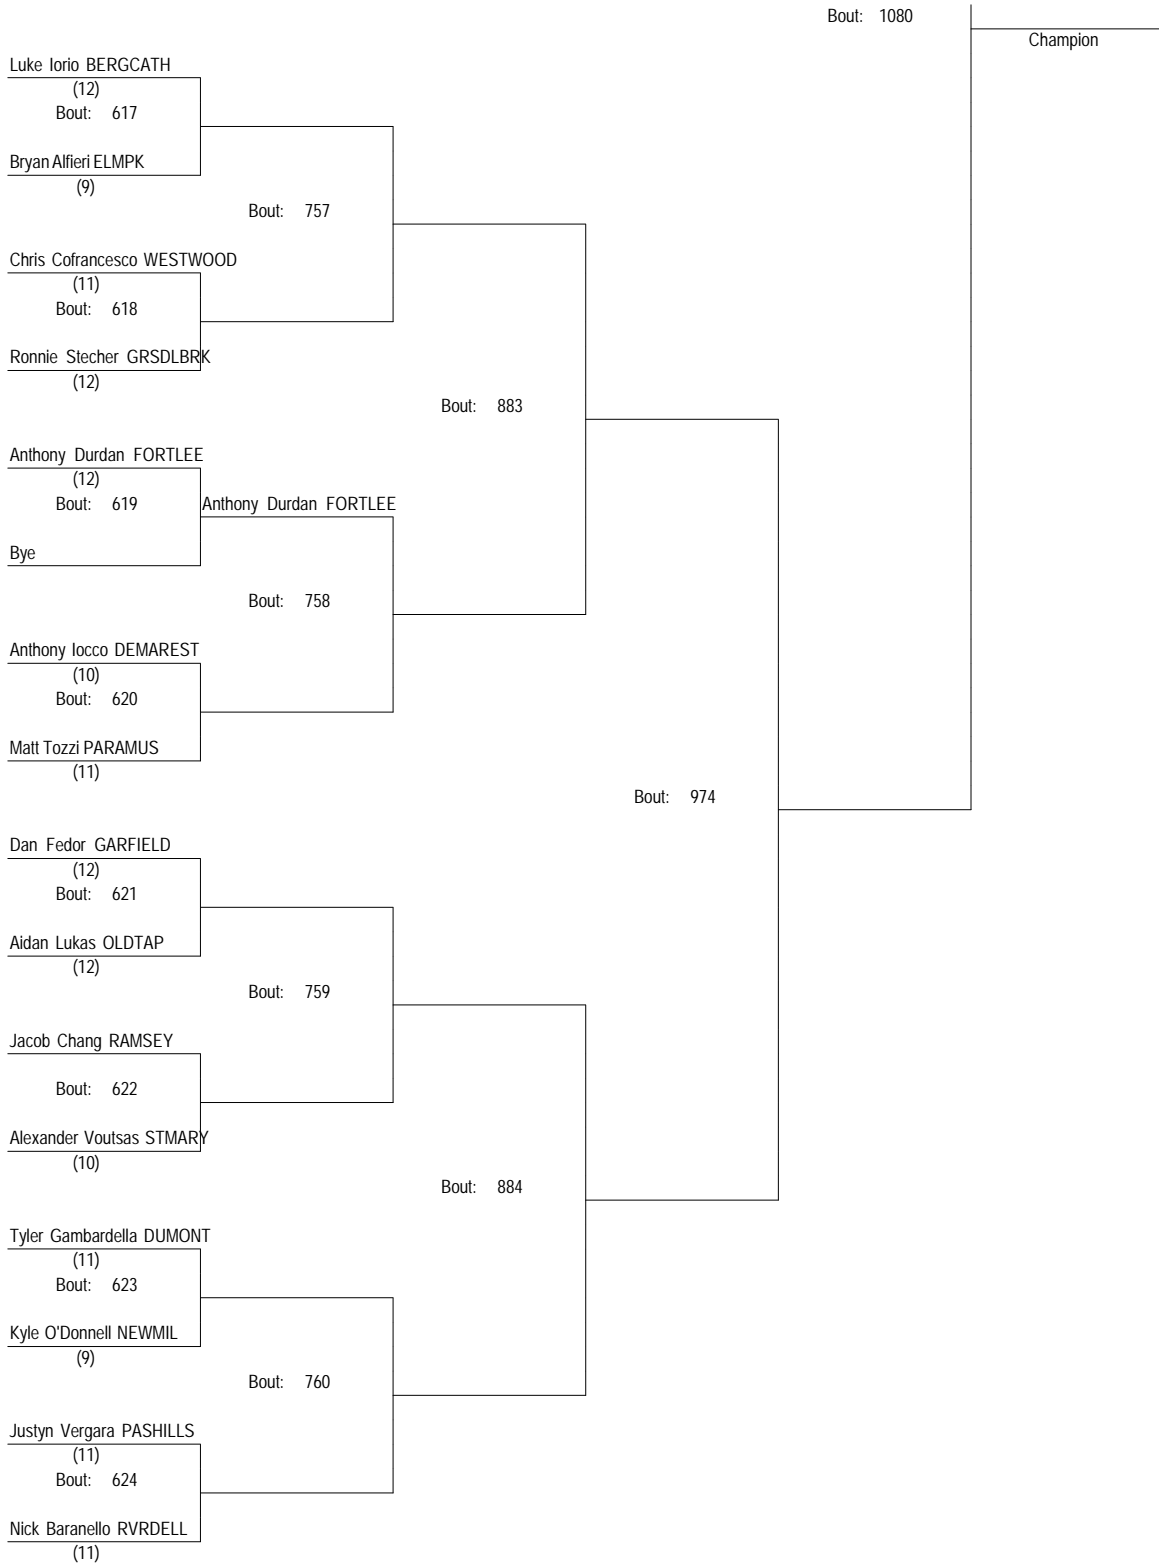 Bout: 1080
Champion
Luke Iorio BERGCATH
(12)
Bout: 617
Bryan Alfieri ELMPK
(9)
Bout: 757
Chris Cofrancesco WESTWOOD
(11)
Bout: 618
Ronnie Stecher GRSDLBRK
(12)
Bout: 883
Anthony Durdan FORTLEE
(12)
Bout: 619
Anthony Durdan FORTLEE
Bye
Bout: 758
Anthony Iocco DEMAREST
(10)
Bout: 620
Matt Tozzi PARAMUS
(11)
Bout: 974
Dan Fedor GARFIELD
(12)
Bout: 621
Aidan Lukas OLDTAP
(12)
Bout: 759
Jacob Chang RAMSEY
Bout: 622
Alexander Voutsas STMARY
(10)
Bout: 884
Tyler Gambardella DUMONT
(11)
Bout: 623
Kyle O'Donnell NEWMIL
(9)
Bout: 760
Justyn Vergara PASHILLS
(11)
Bout: 624
Nick Baranello RVRDELL
(11)